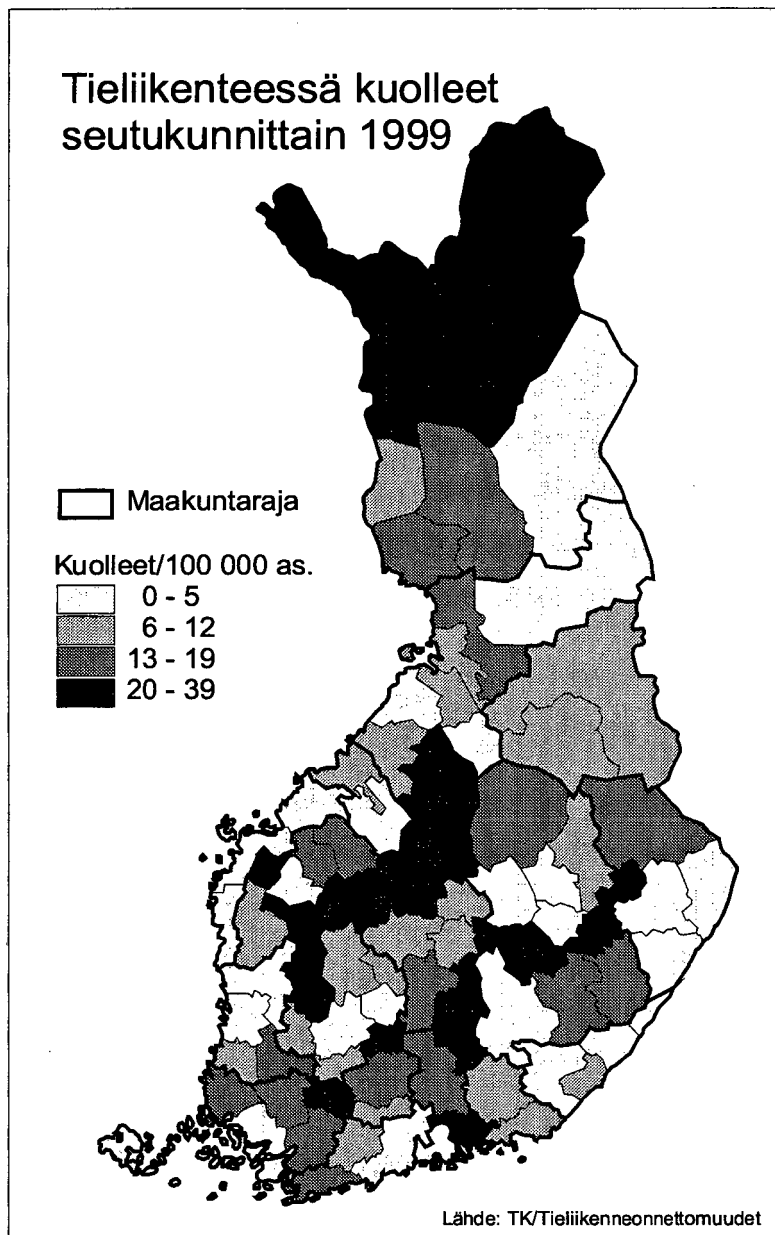 Tieliikenteessä kuolleet
seutukunnittain 1999
Maakuntaraja
Kuolleet/100 000 as.
0 - 5
6 - 12
13 - 19
20 - 39
Lähde: TK/Tieliikenneonnettomuudet